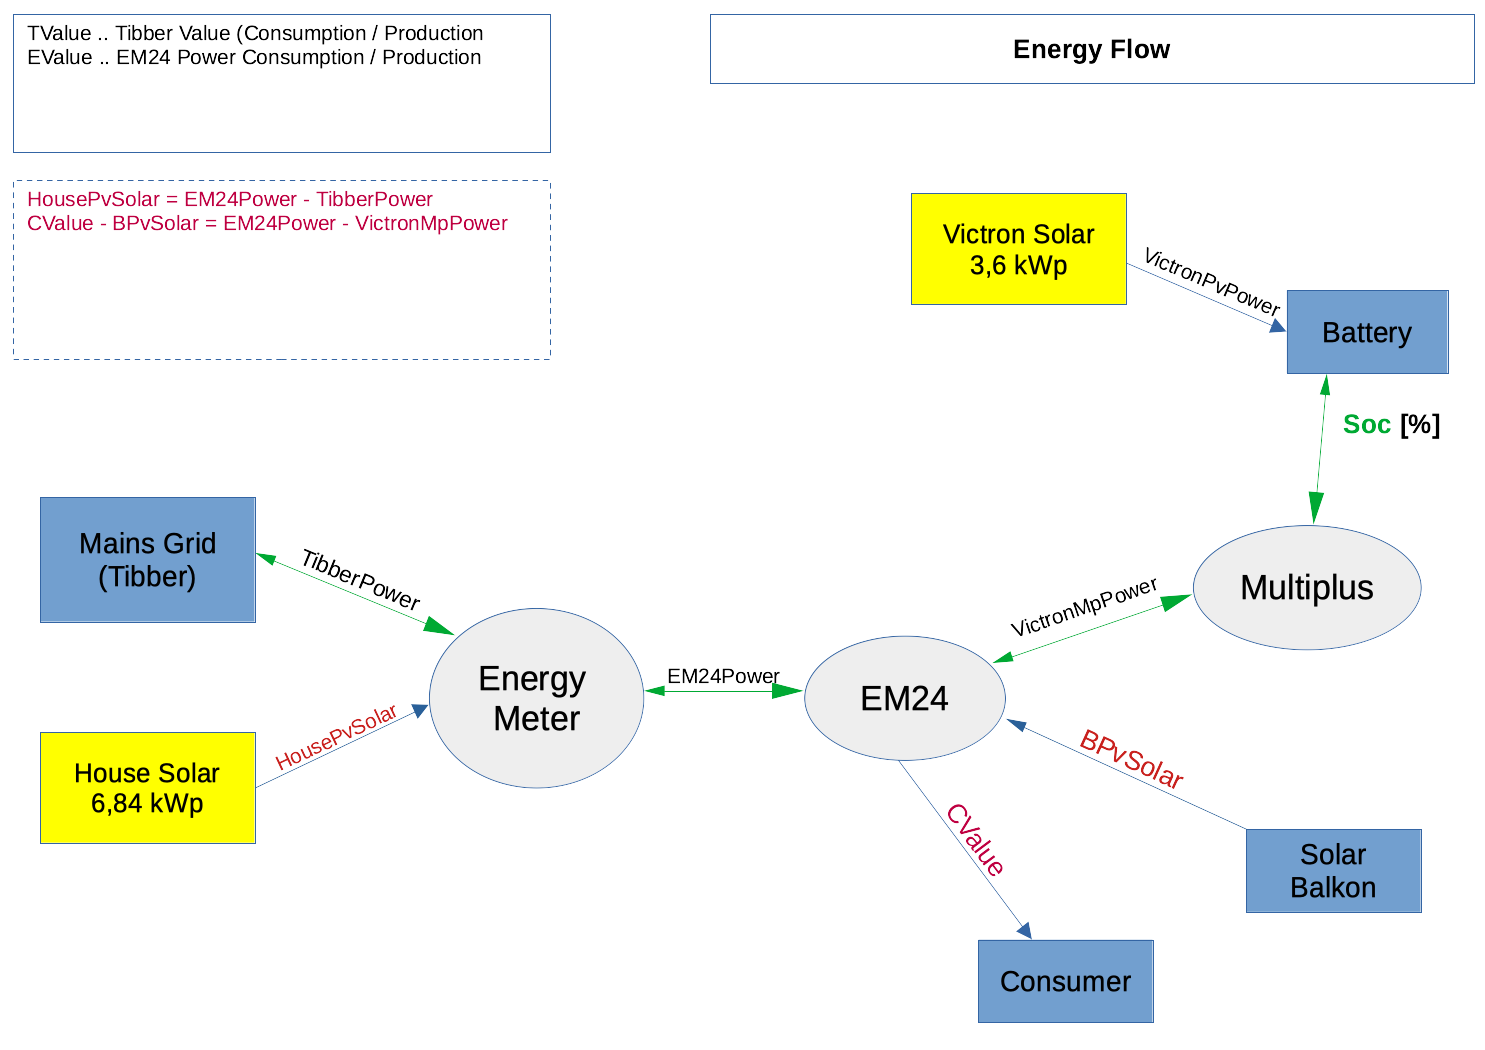 TValue .. Tibber Value (Consumption / Production
EValue .. EM24 Power Consumption / Production
Energy Flow
HousePvSolar = EM24Power - TibberPower
CValue - BPvSolar = EM24Power - VictronMpPower
Victron Solar
3,6 kWp
VictronPvPower
Battery
Soc [%]
Mains Grid
(Tibber)
TibberPower
Multiplus
VictronMpPower
Energy
Meter
EM24Power
EM24
HousePvSolar
House Solar
6,84 kWp
BPvSolar
CValue
Solar
Balkon
Consumer